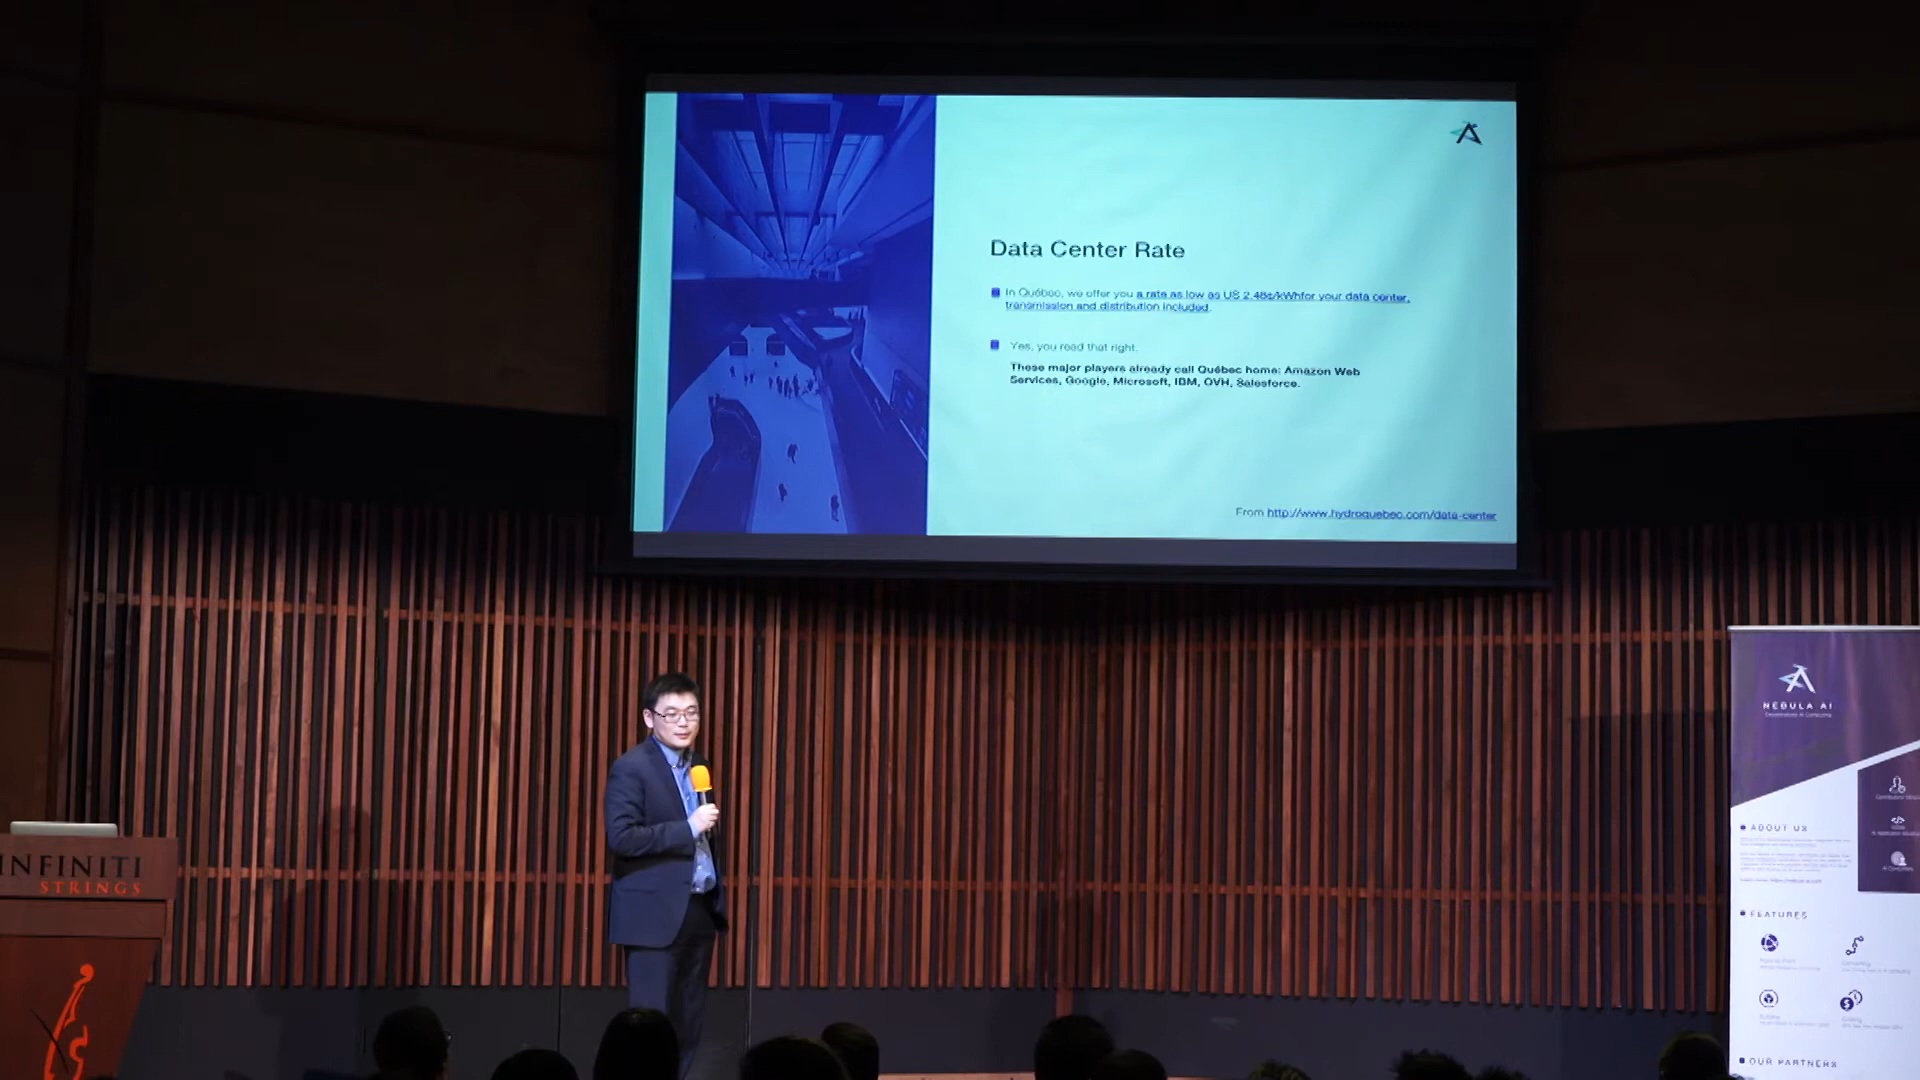 Data Center Rate
In Québec, we offer you a rate as low as US 2.48¢/kWhfor your data center,
transmission and distribution included.
Yes, you read that right.
These major players already call Québec home: Amazon Web
Services, Google, Microsoft, IBM, OVH, Salesforce.
From http://www.hydroquebec.com/data-center
NEBULA AI
Decentralized AI Computing
ABOUT US
FEATURES
OUR PARTNERS
INFINITI
STRINGS